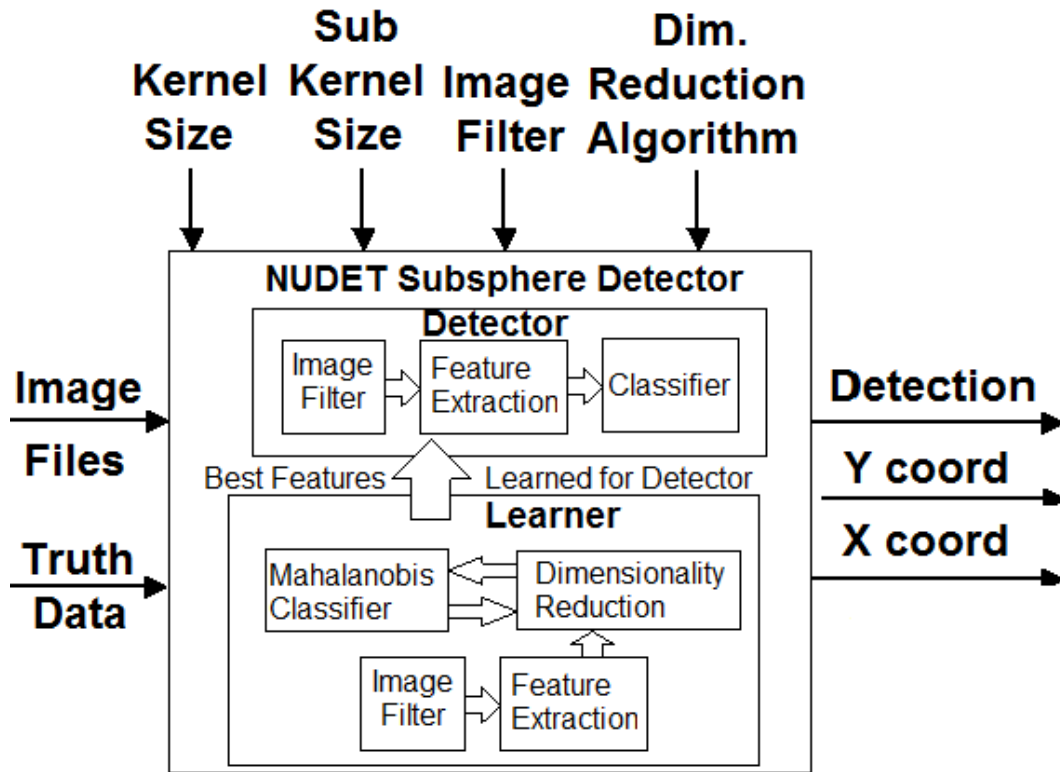 Kernel
Size
Sub
Kernel
Size
Image
Filter
Dim.
Reduction
Algorithm
NUDET Subsphere Detector
Detector
Image
Filter
Feature
Extraction
Classifier
Image
Files
Truth
Data
Detection
Y coord
X coord
Best Features
Learned for Detector
Learner
Mahalanobis
Classifier
Dimensionality
Reduction
Image
Filter
Feature
Extraction